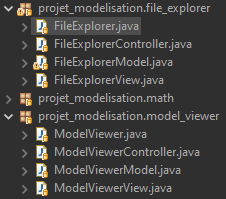 projet_modelisation.file_explorer
FileExplorer.java
FileExplorerController.java
FileExplorerModel.java
FileExplorerView.java
projet_modelisation.math
projet_modelisation.model_viewer
ModelViewer.java
ModelViewerController.java
ModelViewerModel.java
ModelViewerView.java